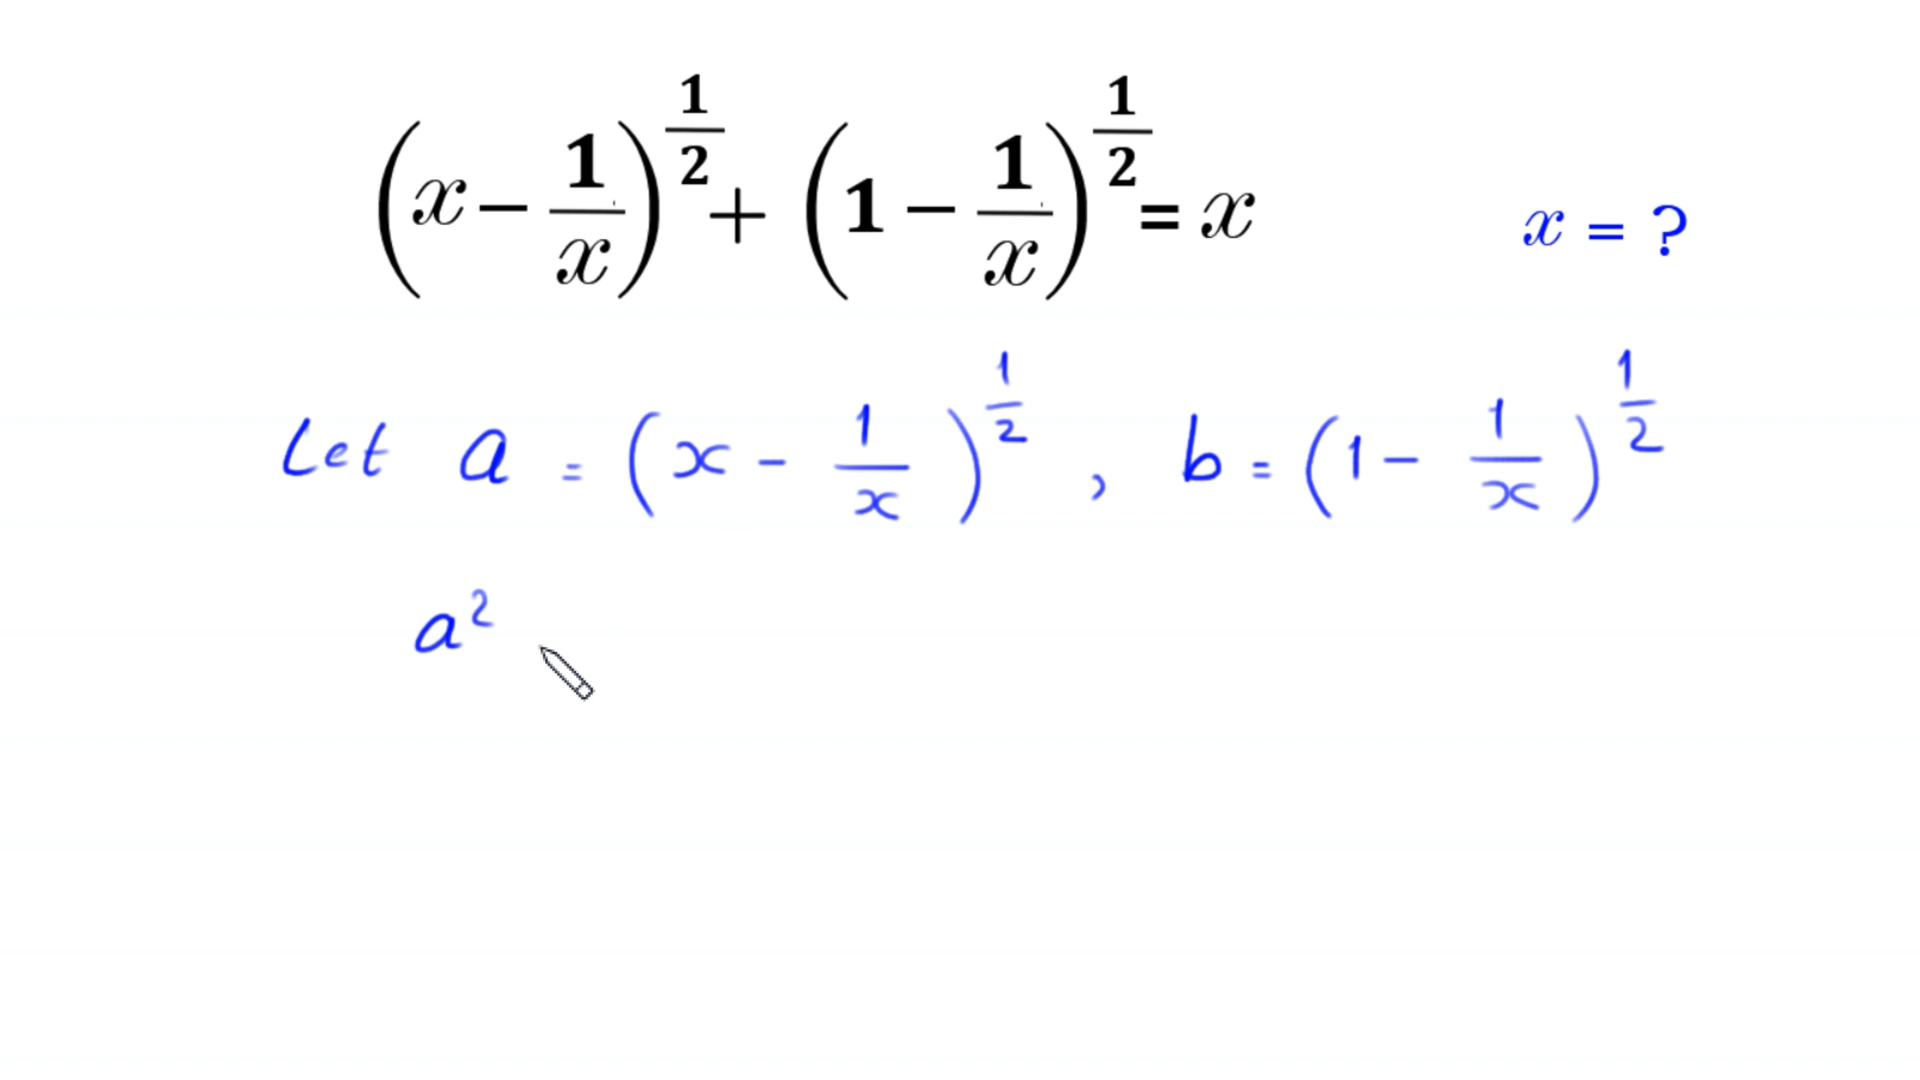 (x - 1/x)^(1/2) + (1 - 1/x)^(1/2) = x    x = ?
Let a = (x - 1/x)^(1/2) , b = (1 - 1/x)^(1/2)
a²